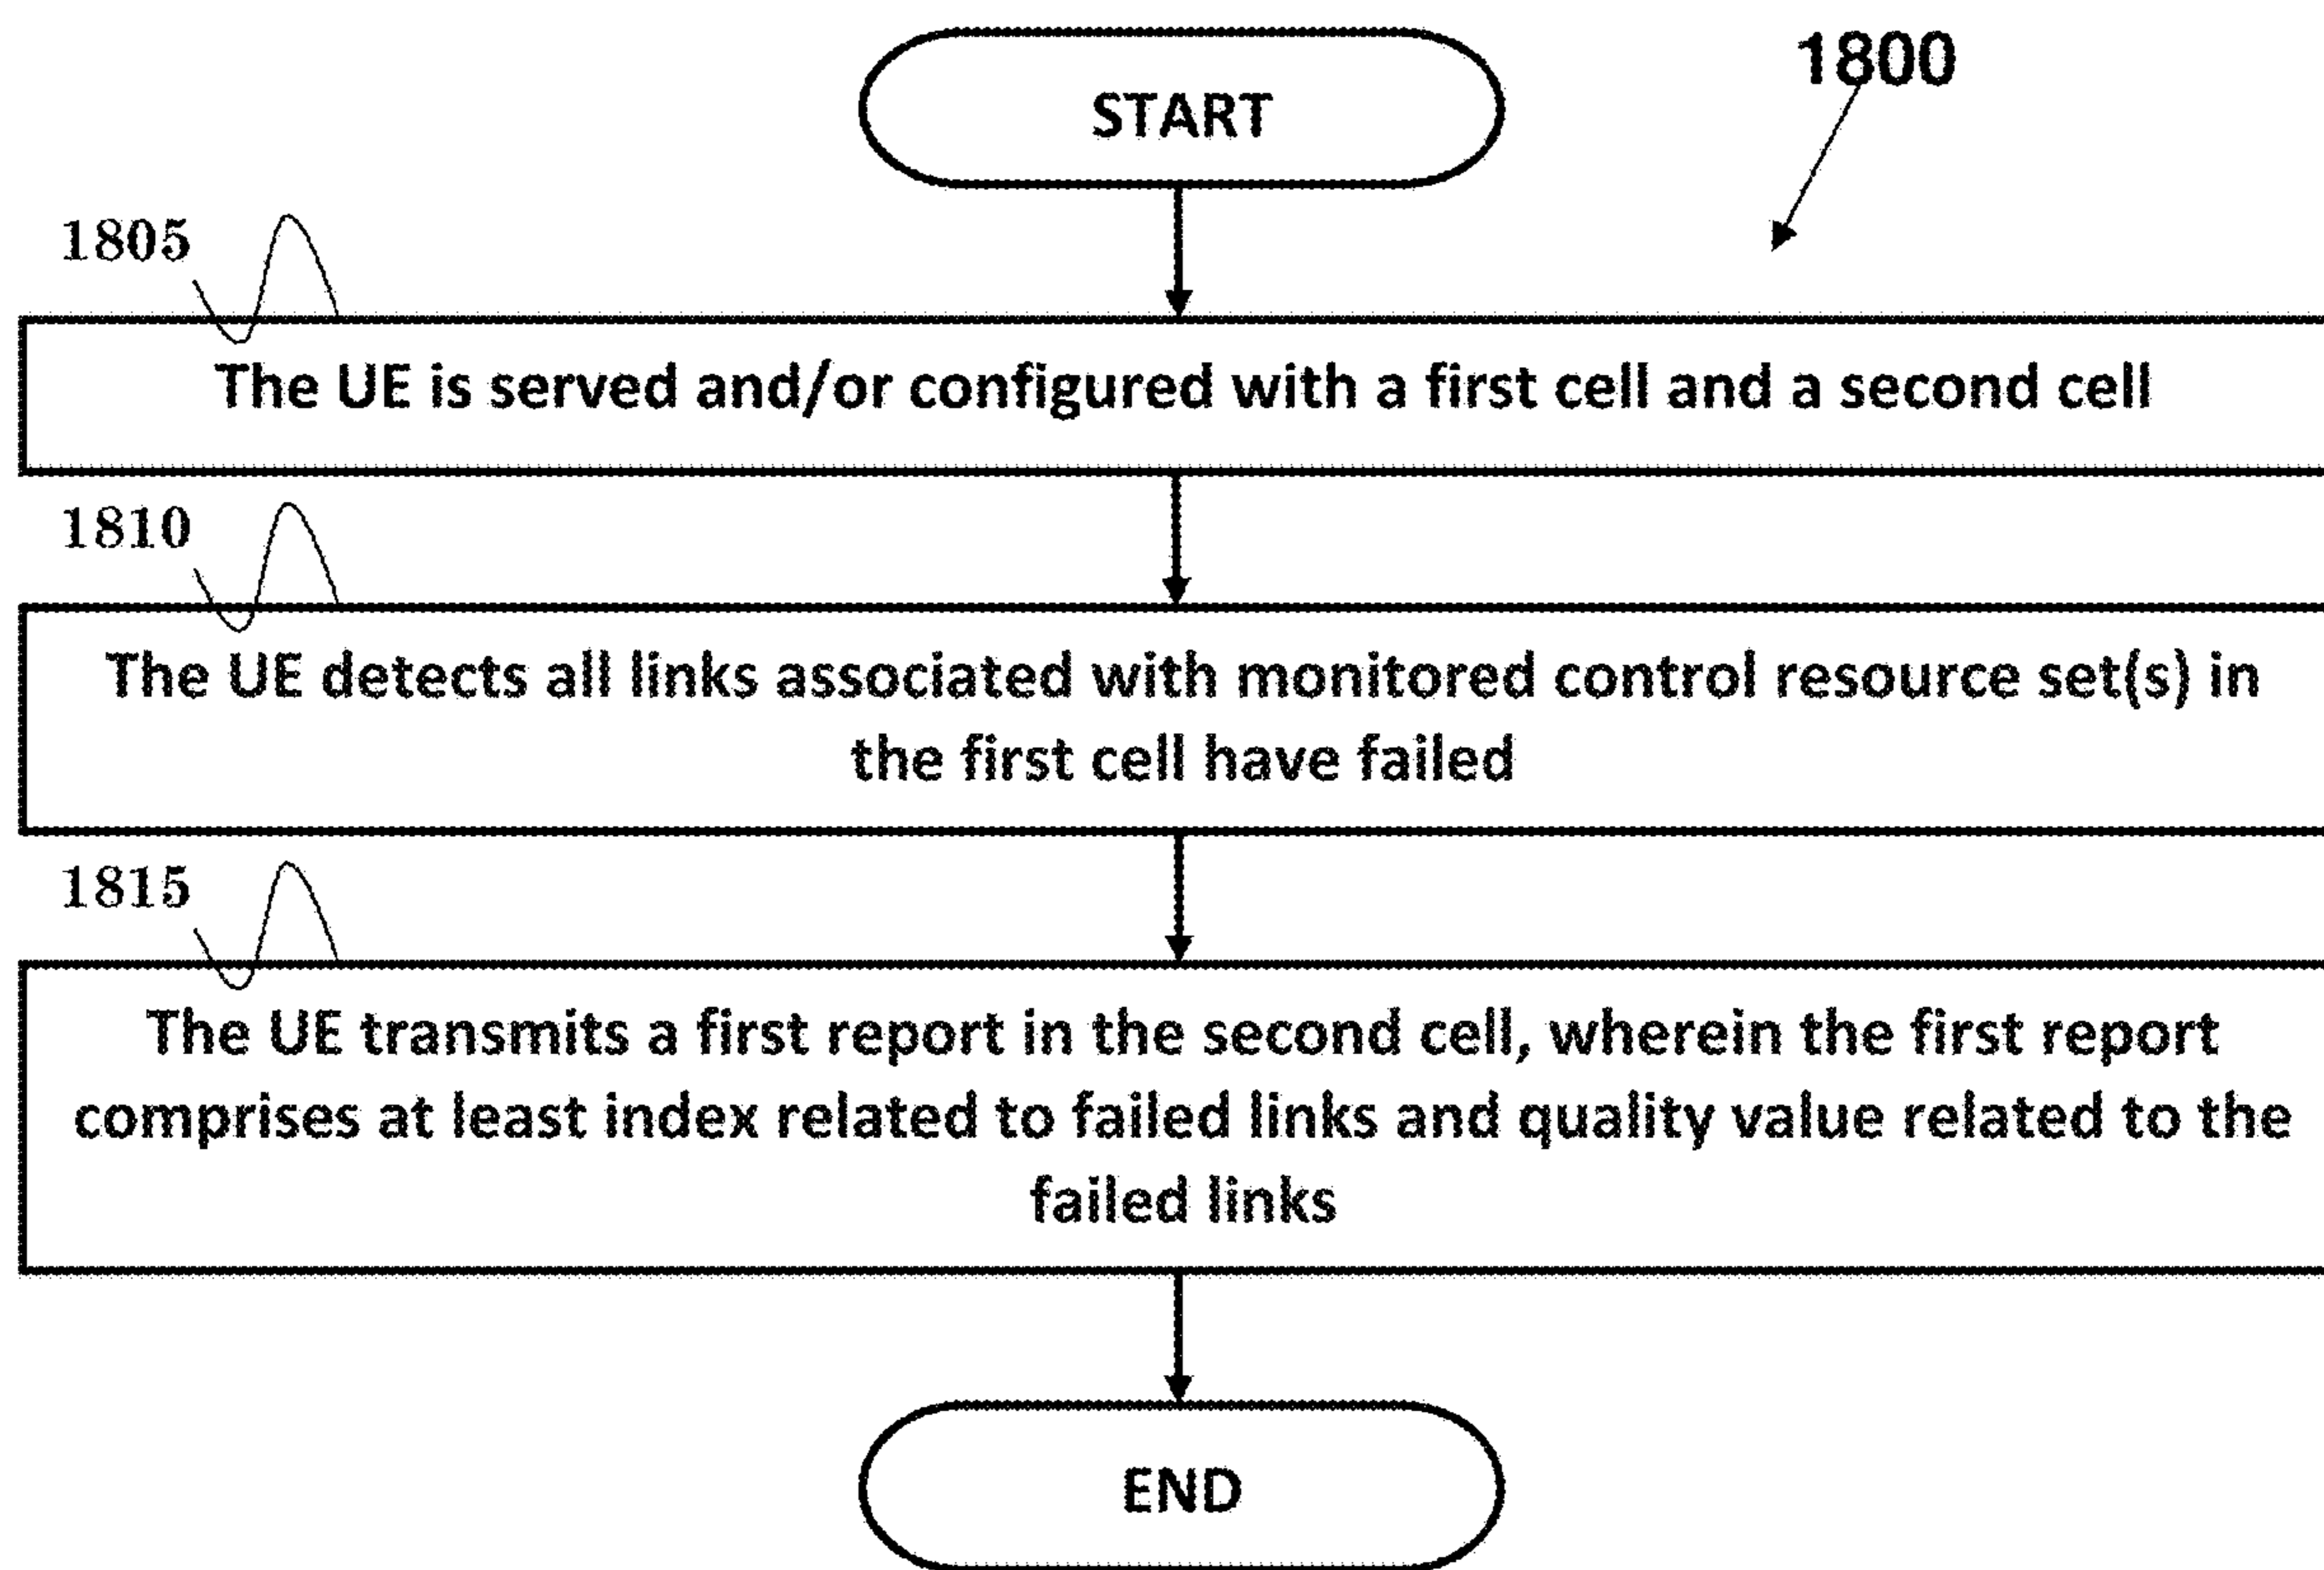 START
1800
1805
The UE is served and/or configured with a first cell and a second cell
1810
The UE detects all links associated with monitored control resource set(s) in
the first cell have failed
1815
The UE transmits a first report in the second cell, wherein the first report
comprises at least index related to failed links and quality value related to the
failed links
END